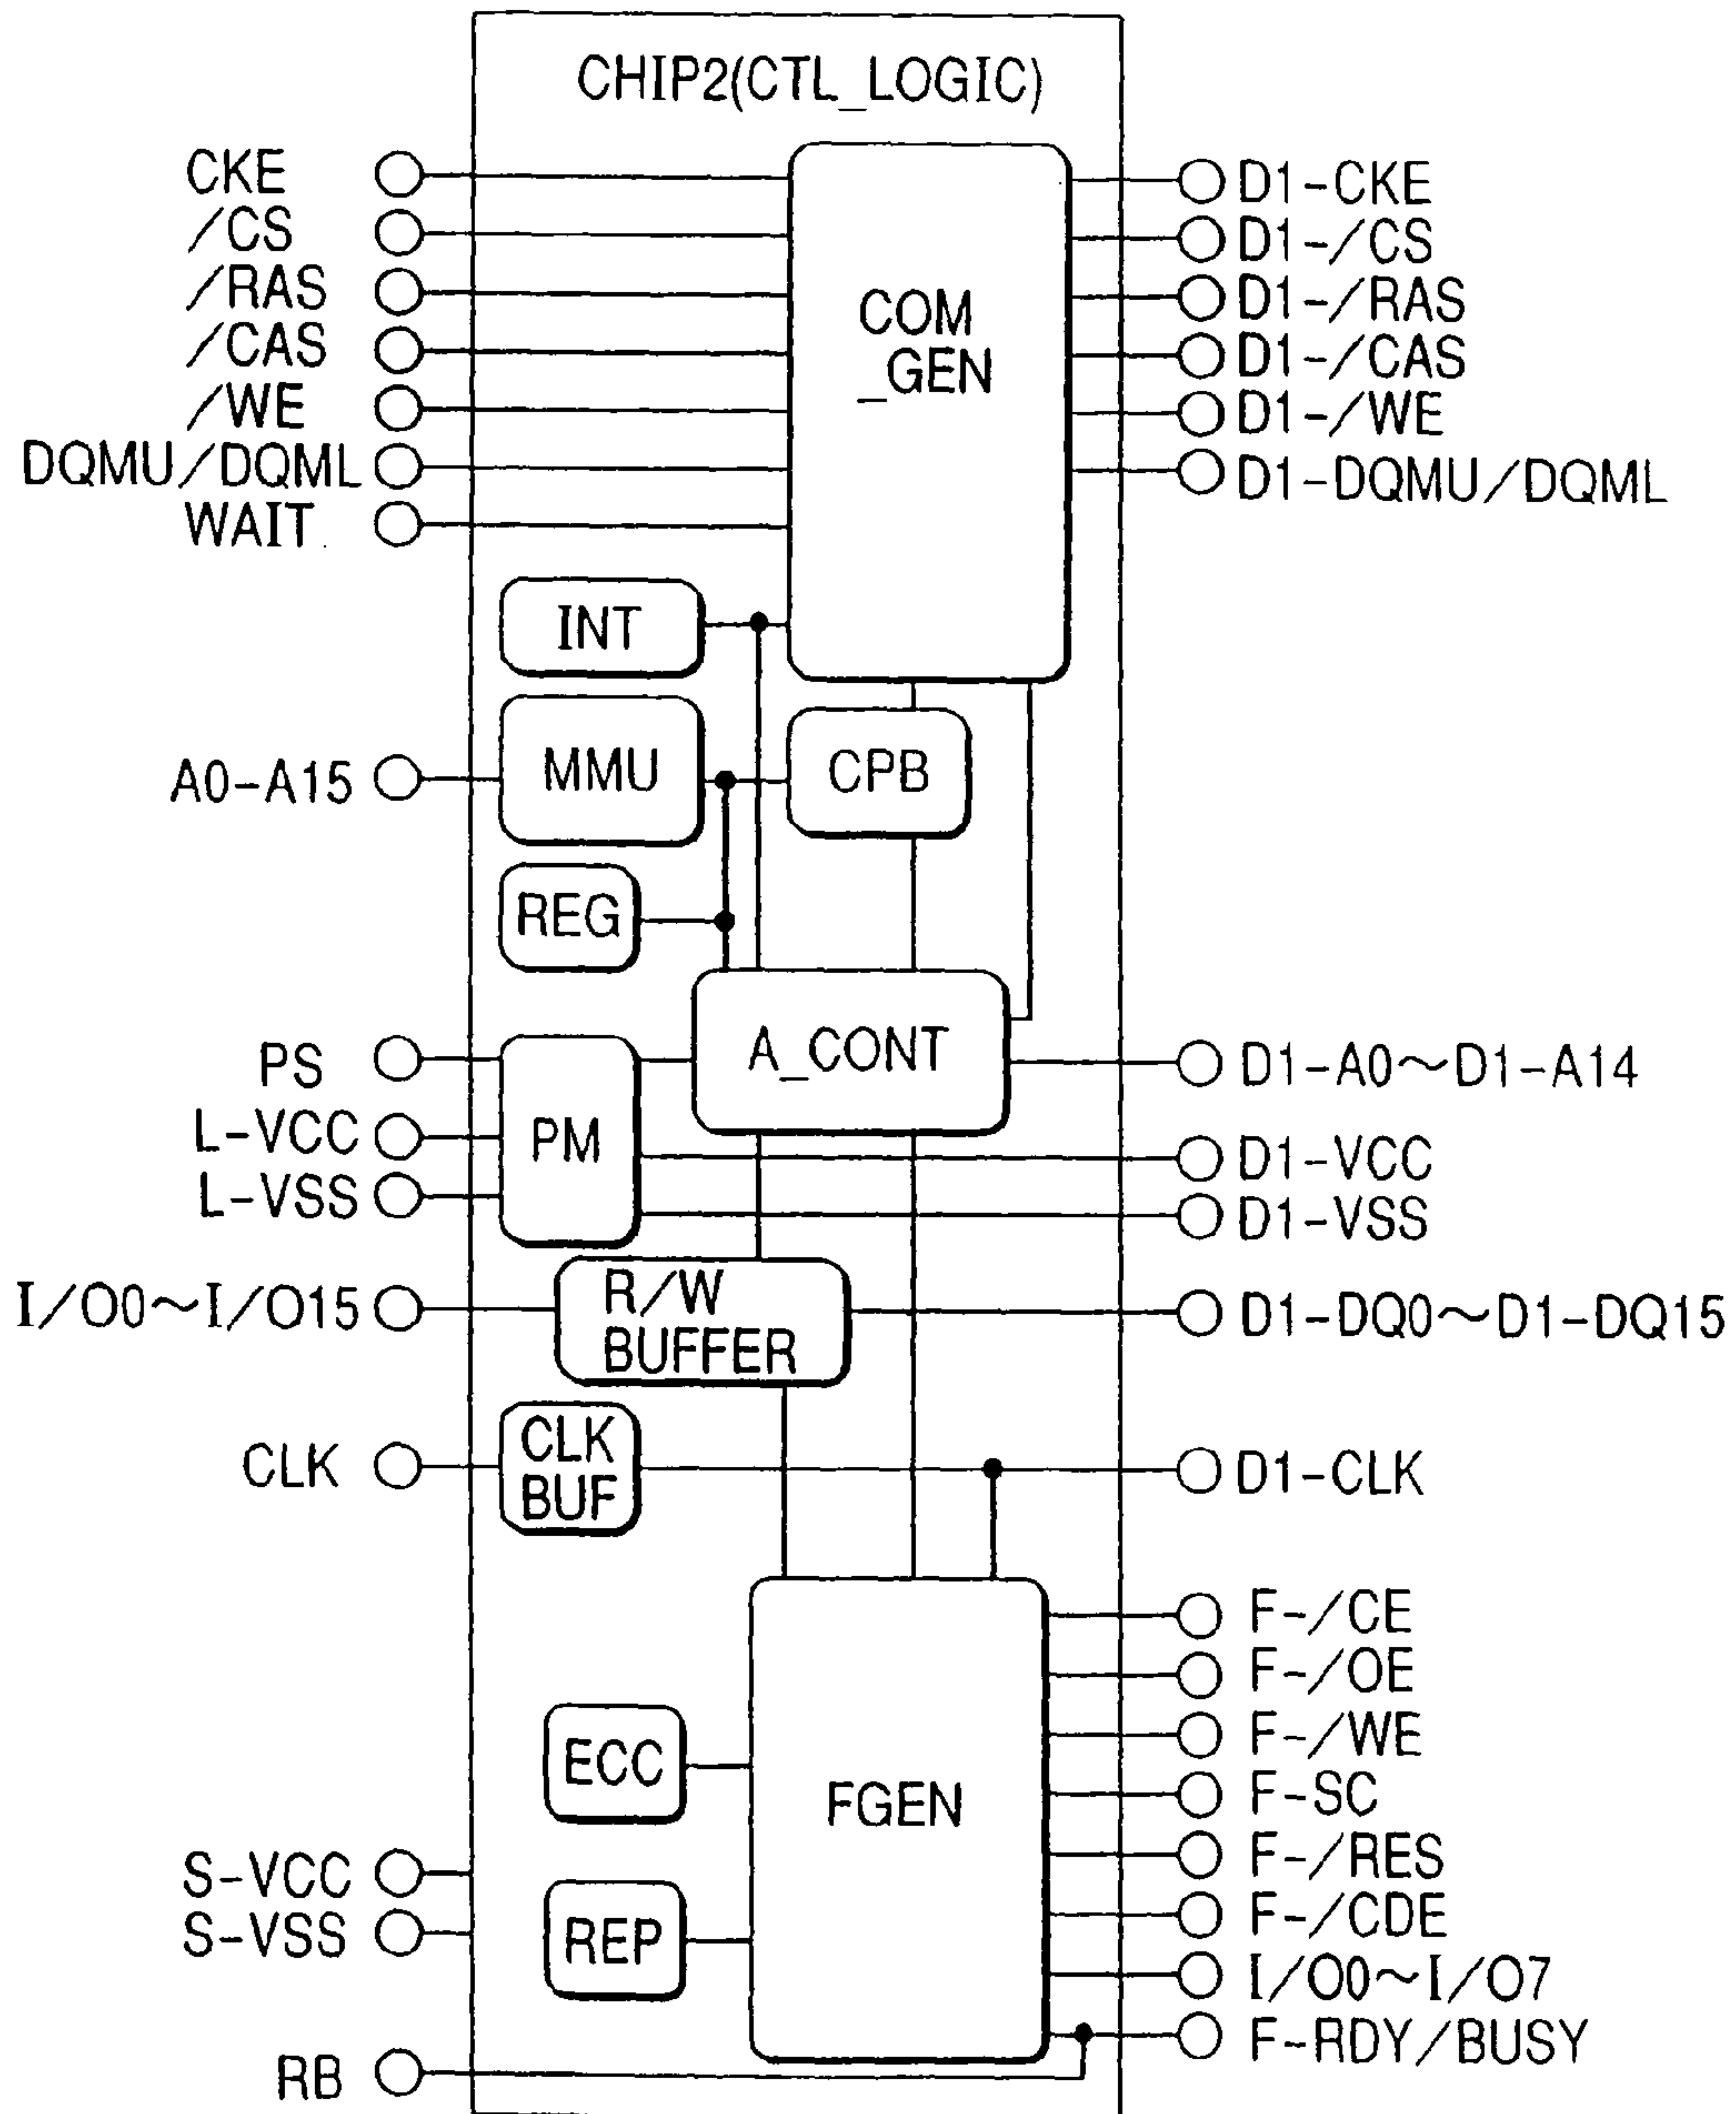 CHIP2(CTL_LOGIC)
CKE
/CS
/RAS
/CAS
/WE
DQMU/DQML
WAIT
COM
_GEN
D1-CKE
D1-/CS
D1-/RAS
D1-/CAS
D1-/WE
D1-DQMU/DQML
INT
A0-A15
MMU
CPB
REG
PS
L-VCC
L-VSS
PM
A_CONT
D1-A0~D1-A14
D1-VCC
D1-VSS
I/O0~I/O15
R/W
BUFFER
D1-DQ0~D1-DQ15
CLK
CLK
BUF
D1-CLK
ECC
FGEN
REP
F-/CE
F-/OE
F-/WE
F-SC
F-/RES
F-/CDE
I/O0~I/O7
F-RDY/BUSY
S-VCC
S-VSS
RB